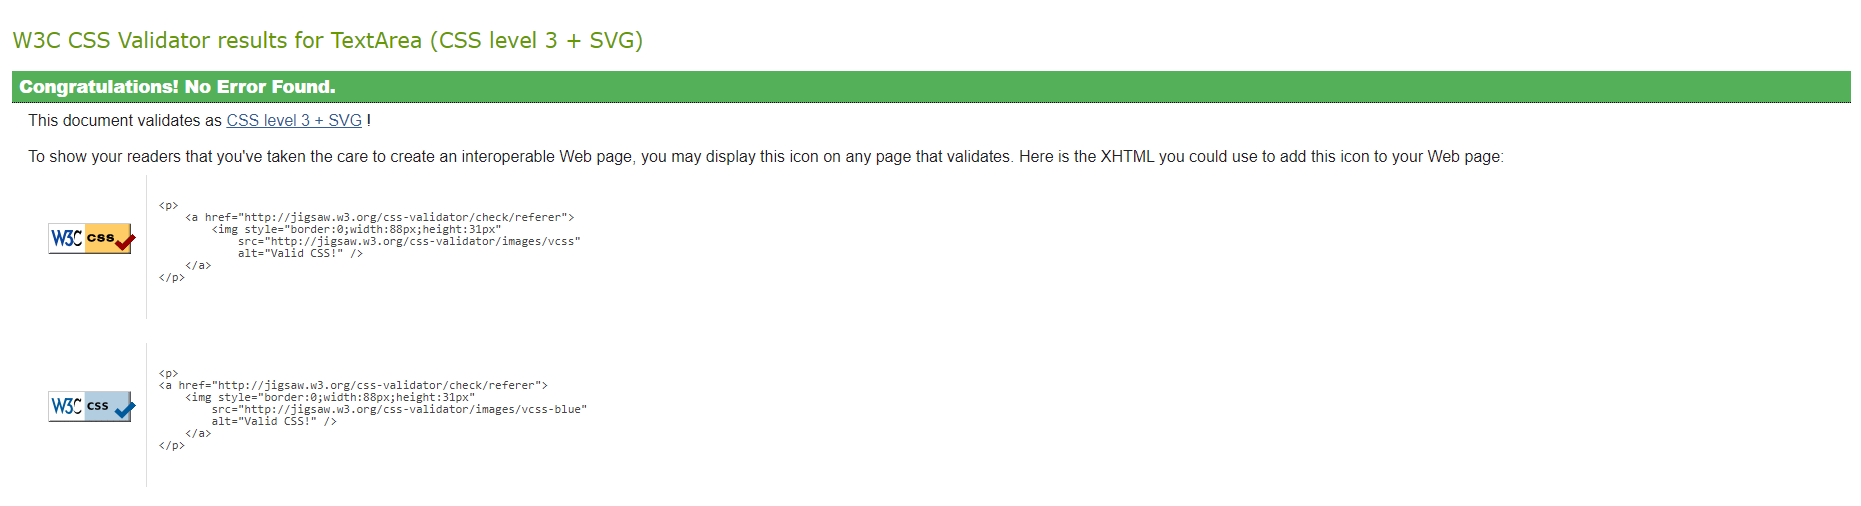 W3C CSS Validator results for TextArea (CSS level 3 + SVG)
Congratulations! No Error Found.
This document validates as CSS level 3 + SVG !
To show your readers that you've taken the care to create an interoperable Web page, you may display this icon on any page that validates. Here is the XHTML you could use to add this icon to your Web page:
W3C css
<p>
    <a href="http://jigsaw.w3.org/css-validator/check/referer">
        <img style="border:0;width:88px;height:31px"
            src="http://jigsaw.w3.org/css-validator/images/vcss"
            alt="Valid CSS!" />
    </a>
</p>
W3C css
<p>
<a href="http://jigsaw.w3.org/css-validator/check/referer">
    <img style="border:0;width:88px;height:31px"
        src="http://jigsaw.w3.org/css-validator/images/vcss-blue"
        alt="Valid CSS!" />
    </a>
</p>